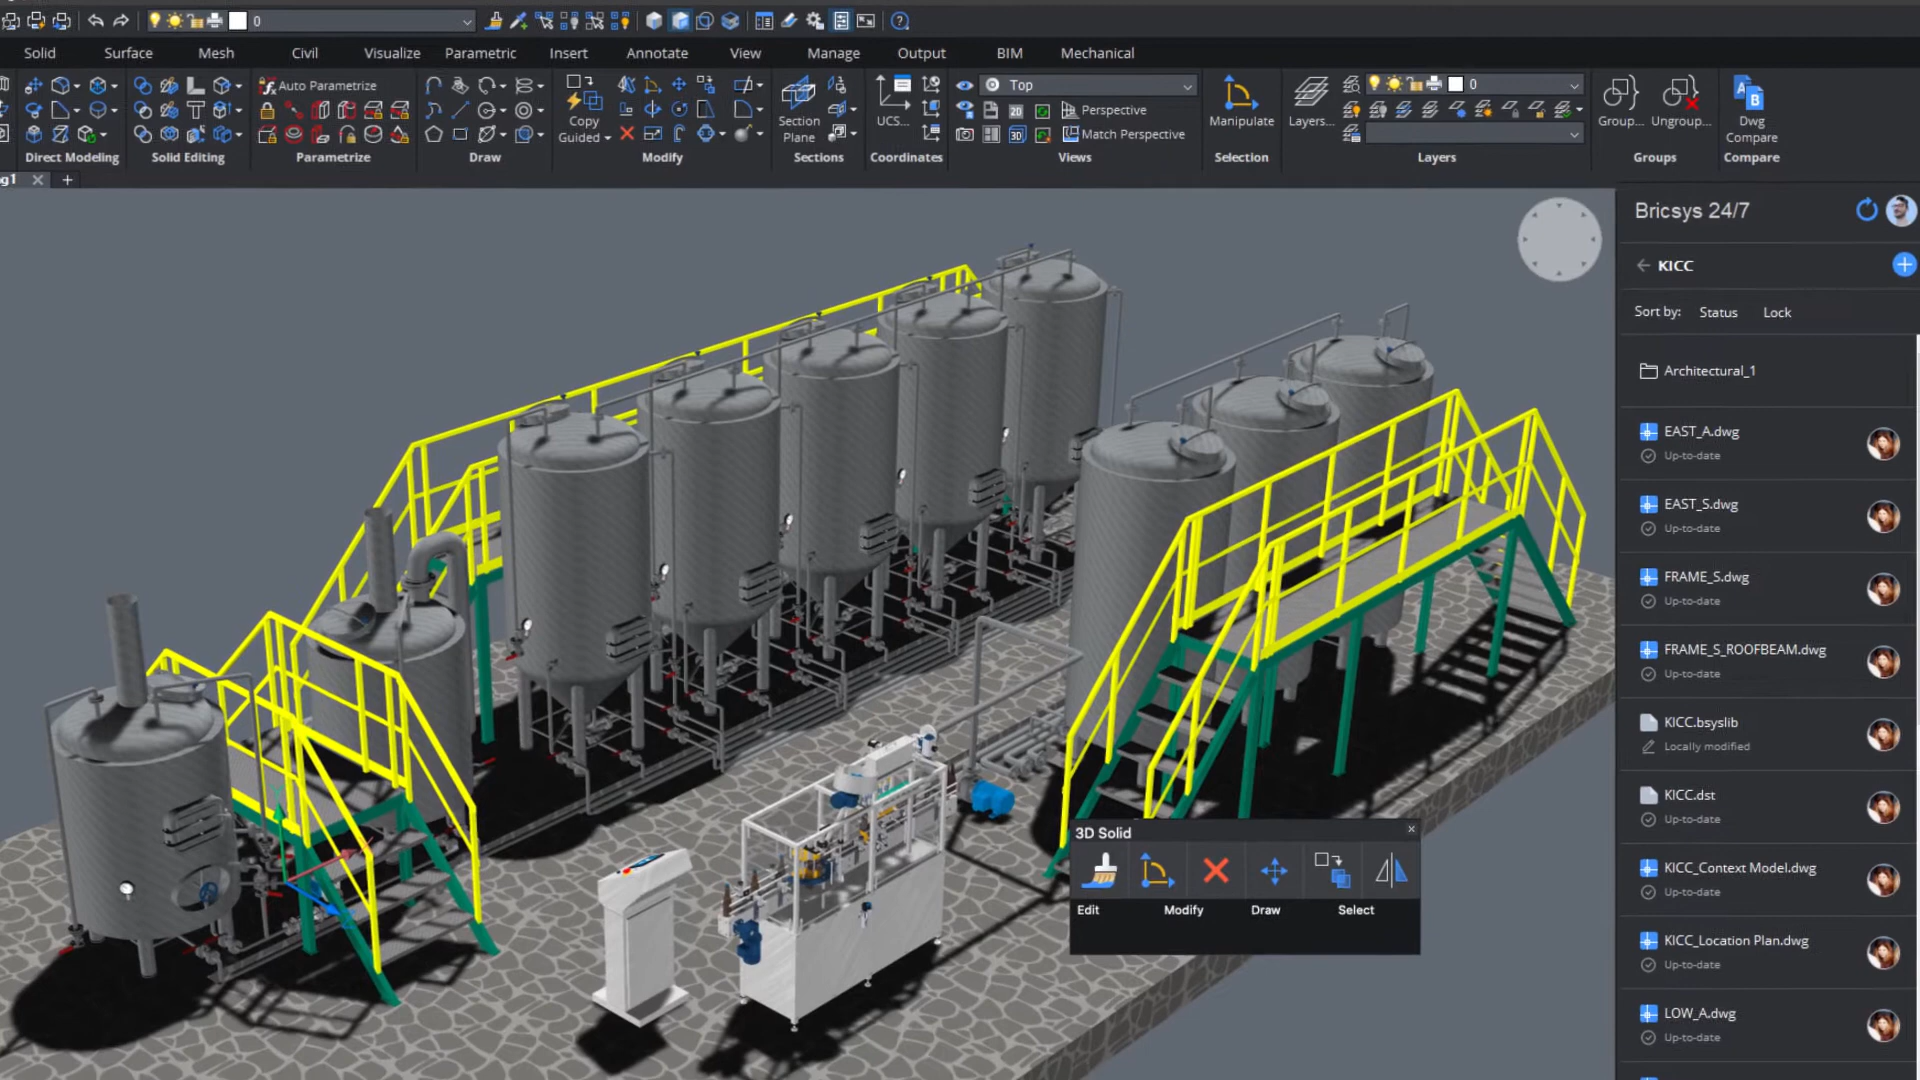 0
Solid Surface Mesh Civil Visualize Parametric Insert Annotate View Manage Output BIM Mechanical
Auto Parametrize
Copy
Guided
Section
Plane
UCS...
Top
2D
Perspective
3D
Match Perspective
Manipulate
Layers...
0
Group...
Ungroup...
A
B
Dwg
Compare
Direct Modeling Solid Editing Parametrize Draw Modify Sections Coordinates Views Selection Layers Groups Compare
g1
Bricsys 24/7
KICC
Sort by: Status Lock
Architectural_1
EAST_A.dwg
Up-to-date
EAST_S.dwg
Up-to-date
FRAME_S.dwg
Up-to-date
FRAME_S_ROOFBEAM.dwg
Up-to-date
KICC.bsyslib
Locally modified
KICC.dst
Up-to-date
KICC_Context Model.dwg
Up-to-date
KICC_Location Plan.dwg
Up-to-date
LOW_A.dwg
Up-to-date
3D Solid
Edit Modify Draw Select